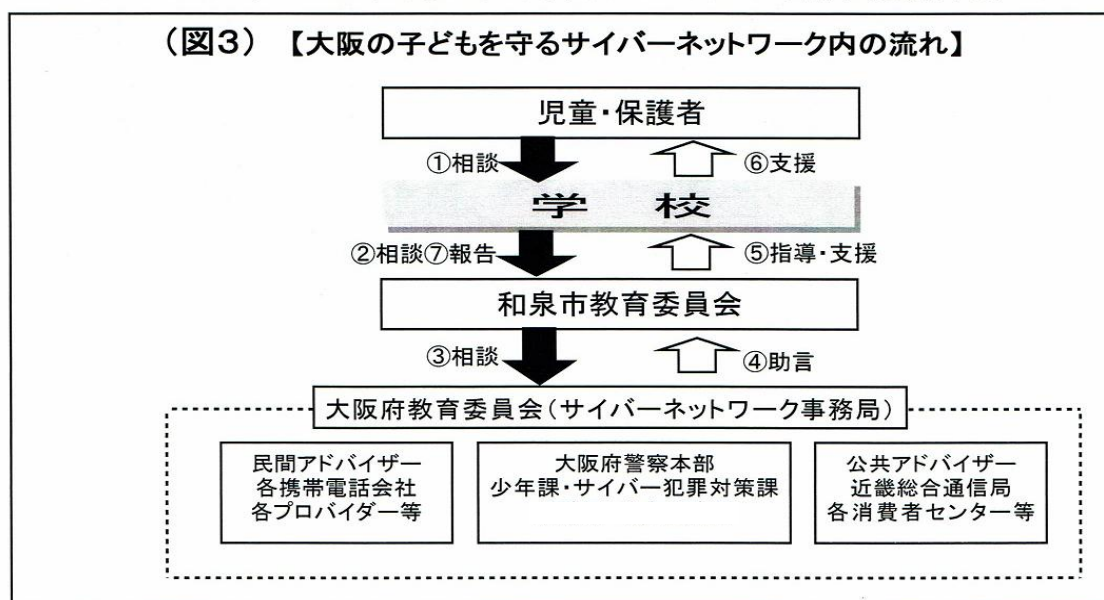 (図3) 【大阪の子どもを守るサイバーネットワーク内の流れ】
児童・保護者
①相談
⑥支援
学 校
②相談⑦報告
⑤指導・支援
和泉市教育委員会
③相談
④助言
大阪府教育委員会(サイバーネットワーク事務局)
民間アドバイザー
各携帯電話会社
各プロバイダー等
大阪府警察本部
少年課・サイバー犯罪対策課
公共アドバイザー
近畿総合通信局
各消費者センター等